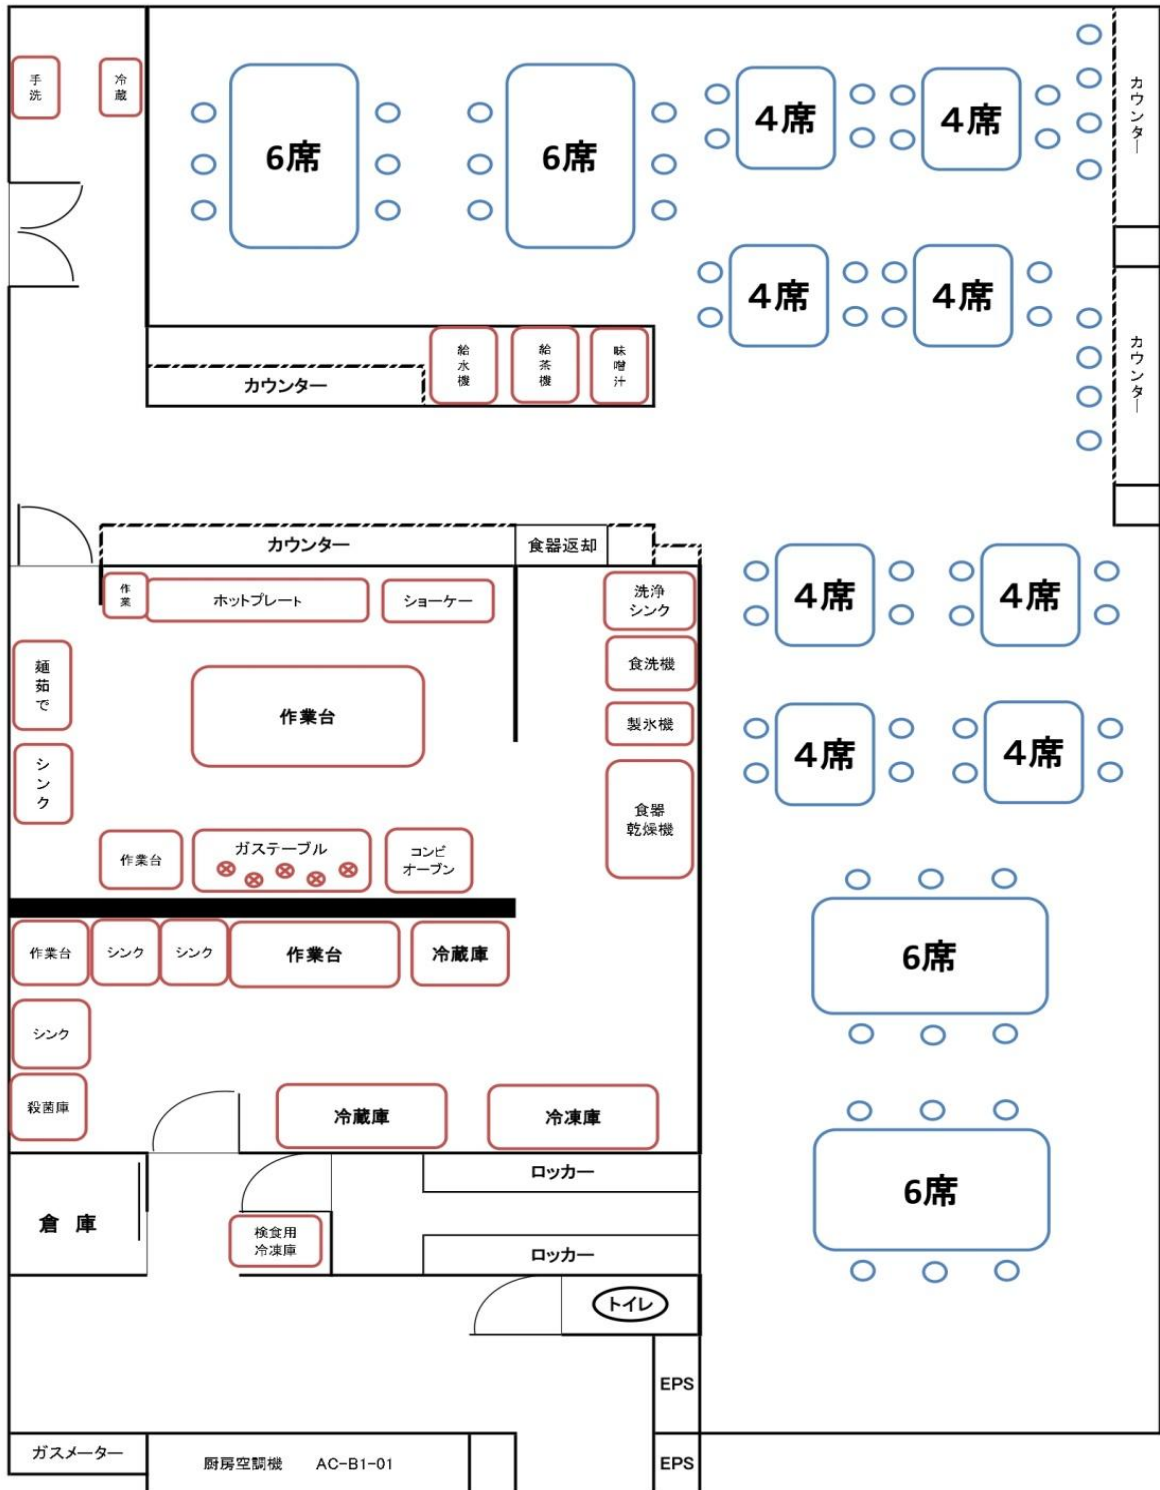 手洗
冷蔵
6席
6席
4席
4席
カウンター
4席
4席
カウンター
給水機
給茶機
味噌汁
カウンター
カウンター
食器返却
作業
ホットプレート
ショーケー
洗浄
シンク
4席
4席
麺茹で
食洗機
作業台
製氷機
4席
4席
シンク
食器
乾燥機
作業台
ガステーブル
コンビ
オーブン
作業台
シンク
シンク
作業台
冷蔵庫
6席
シンク
殺菌庫
冷蔵庫
冷凍庫
ロッカー
6席
倉 庫
検食用
冷凍庫
ロッカー
トイレ
EPS
ガスメーター
厨房空調機 AC-B1-01
EPS